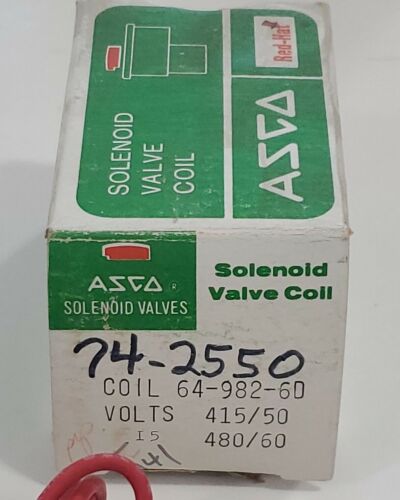 SOLENOID
VALVE
COIL
ASCO
Red-Hat
ASCO ®
SOLENOID VALVES
Solenoid
Valve Coil
74-2550
COIL 64-982-6D
VOLTS 415/50
15 480/60